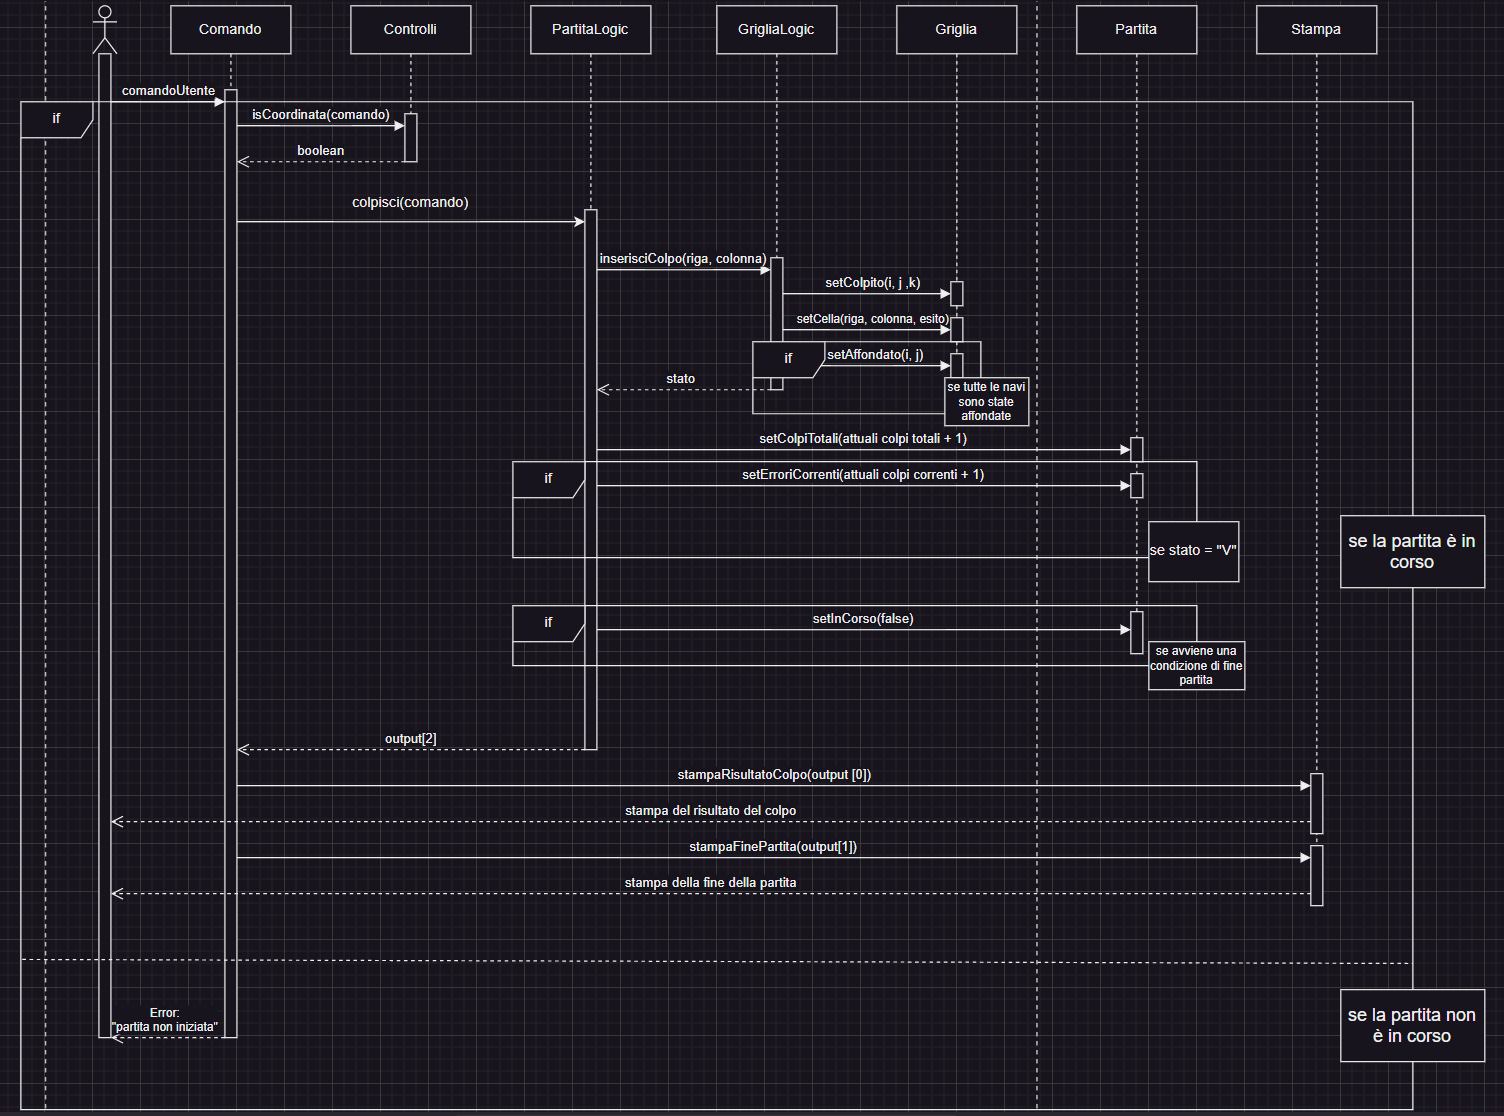 Comando
Controlli
PartitaLogic
GrigliaLogic
Griglia
Partita
Stampa
comandoUtente
if
isCoordinata(comando)
boolean
colpisci(comando)
inserisciColpo(riga, colonna)
setColpito(i, j ,k)
setCella(riga, colonna, esito)
if
setAffondato(i, j)
stato
se tutte le navi
sono state
affondate
setColpiTotali(attuali colpi totali + 1)
if
setErroriCorrenti(attuali colpi correnti + 1)
se stato = "V"
se la partita è in
corso
if
setInCorso(false)
se avviene una
condizione di fine
partita
output[2]
stampaRisultatoColpo(output [0])
stampa del risultato del colpo
stampaFinePartita(output[1])
stampa della fine della partita
Error:
"partita non iniziata"
se la partita non
è in corso